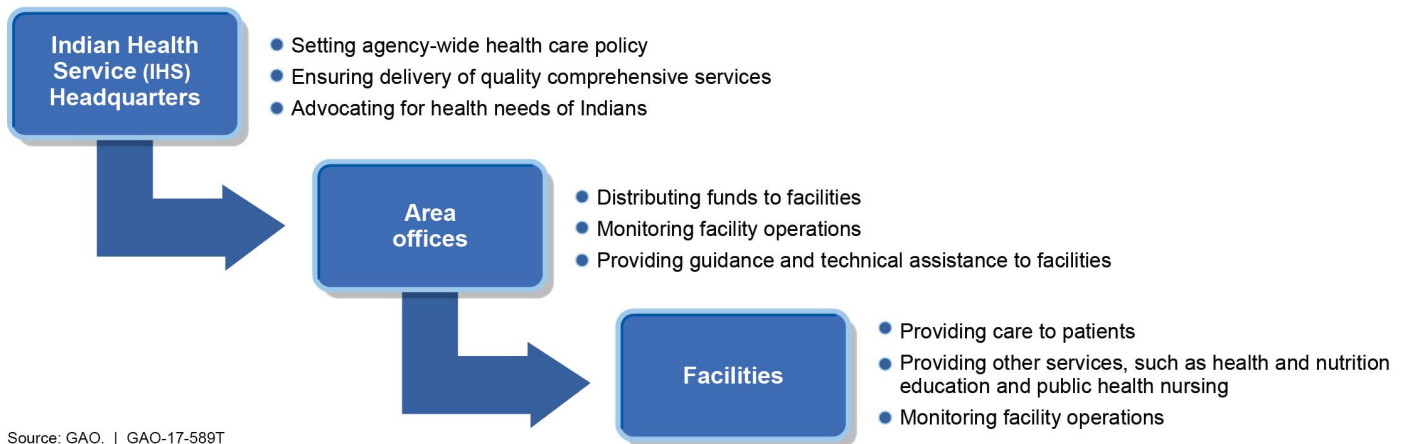 Indian Health
Service (IHS)
Headquarters
Setting agency-wide health care policy
Ensuring delivery of quality comprehensive services
Advocating for health needs of Indians
Area
offices
Distributing funds to facilities
Monitoring facility operations
Providing guidance and technical assistance to facilities
Facilities
Providing care to patients
Providing other services, such as health and nutrition
education and public health nursing
Monitoring facility operations
Source: GAO. | GAO-17-589T